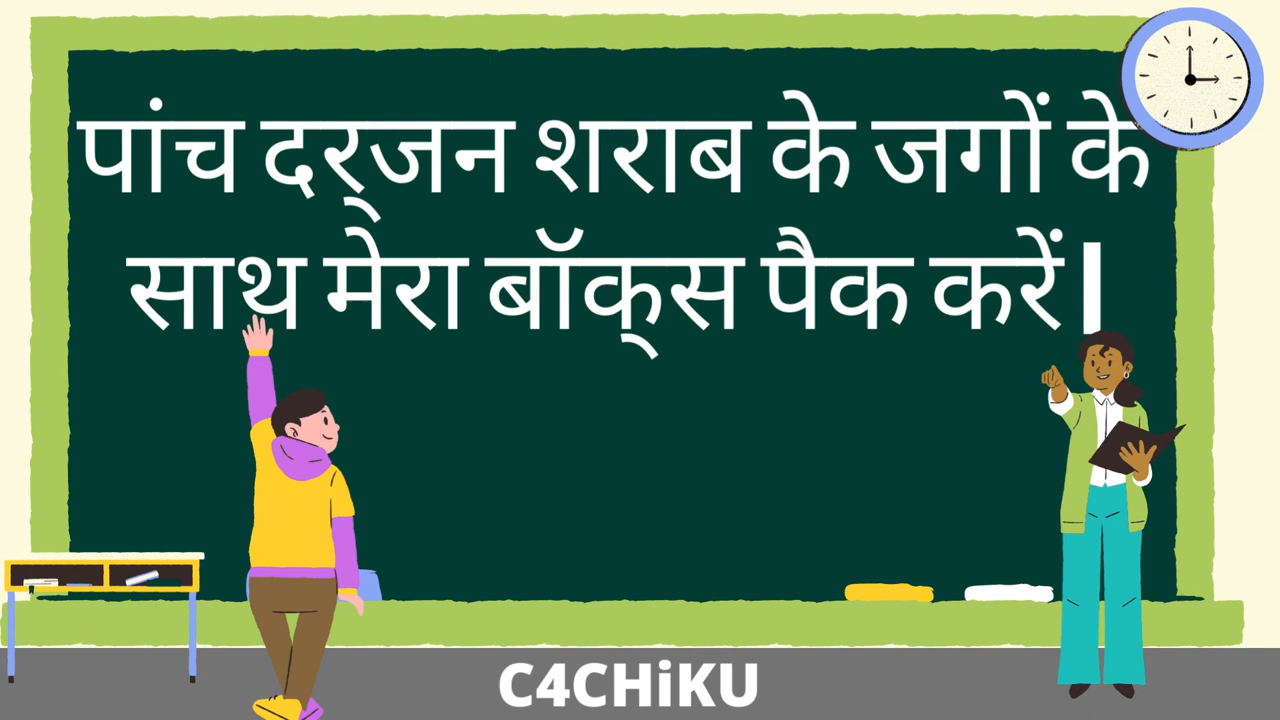 पांच दर्‌जन शराब के जगों के
साथ मेरा बॉक्‌स पैक करें|
C4CHiKU